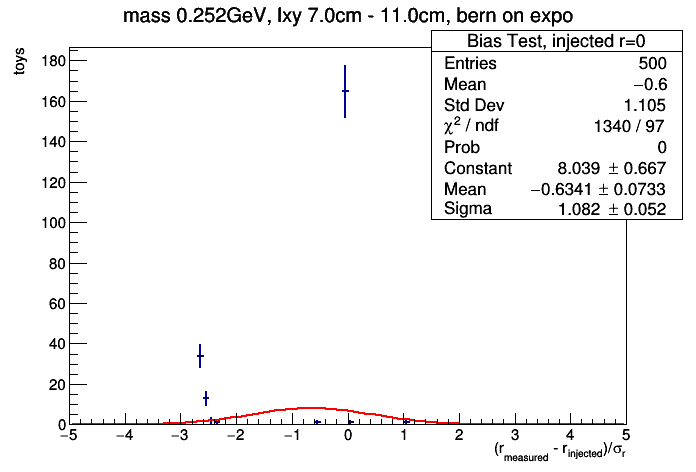 mass 0.252GeV, lxy 7.0cm - 11.0cm, bern on expo
toys
Bias Test, injected r=0
Entries 500
Mean −0.6
Std Dev 1.105
χ² / ndf 1340 / 97
Prob 0
Constant 8.039 ± 0.667
Mean −0.6341 ± 0.0733
Sigma 1.082 ± 0.052
180
160
140
120
100
80
60
40
20
0
−5 −4 −3 −2 −1 0 1 2 3 4 5
(r_measured - r_injected)/σ_r